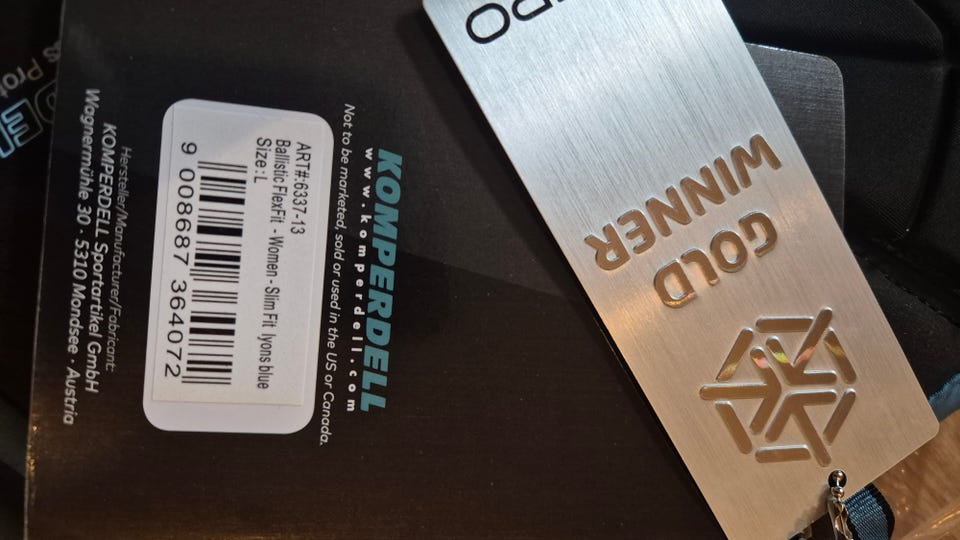 KOMPERDELL
www.komperdell.com
Not to be marketed, sold or used in the US or Canada.
ART#:6337-13
Ballistic FlexFit - Women - Slim Fit lyons blue
Size: L
9 008687 364072
Hersteller/Manufacturer/Fabricant:
KOMPERDELL Sportartikel GmbH
Wagnermühle 30 · 5310 Mondsee · Austria
GOLD
WINNER